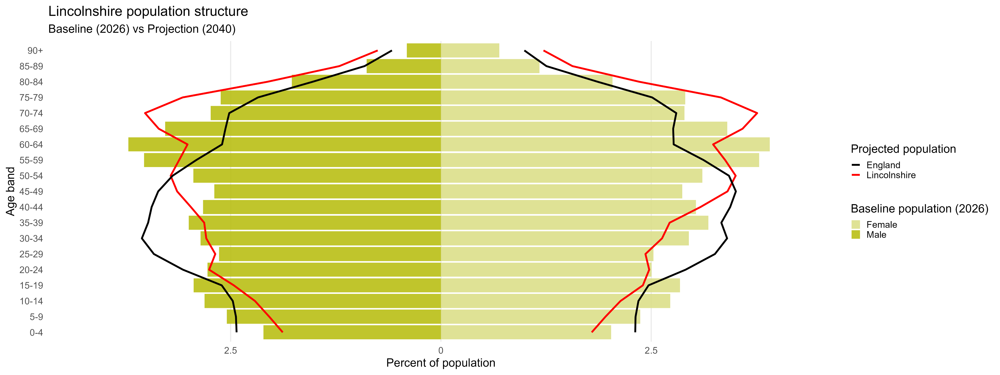 Lincolnshire population structure
Baseline (2026) vs Projection (2040)
Age band
90+
85-89
80-84
75-79
70-74
65-69
60-64
55-59
50-54
45-49
40-44
35-39
30-34
25-29
20-24
15-19
10-14
5-9
0-4
2.5
0
2.5
Percent of population
Projected population
England
Lincolnshire
Baseline population (2026)
Female
Male